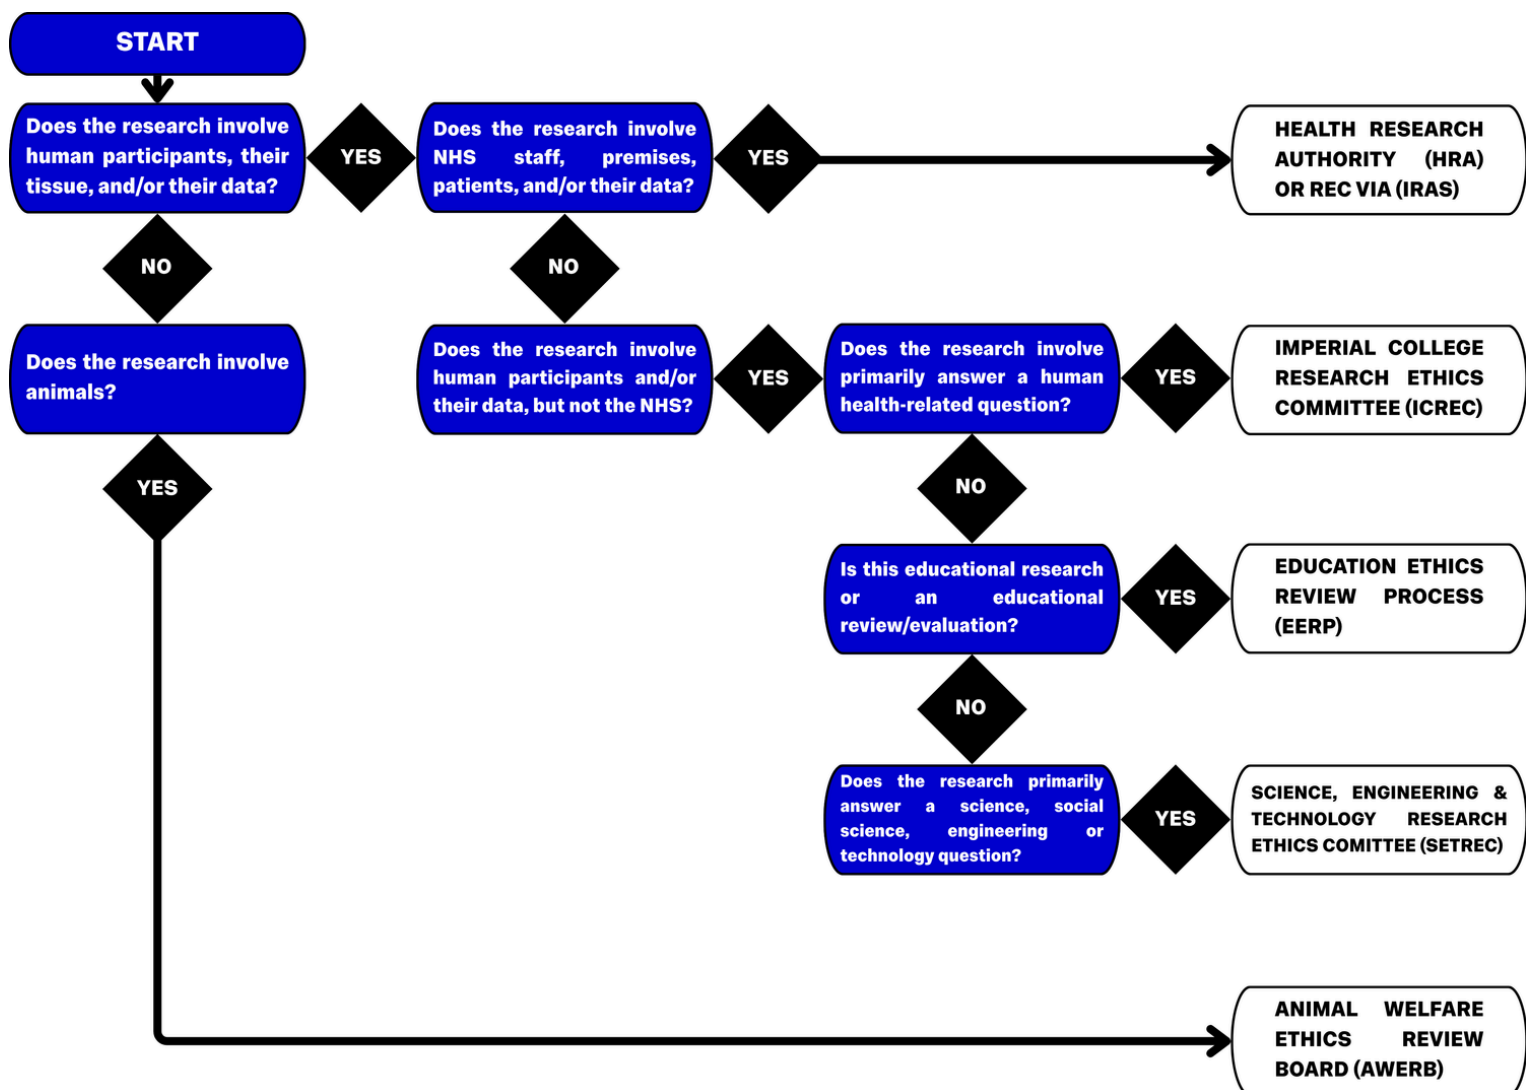 START
Does the research involve
human participants, their
tissue, and/or their data?
YES
Does the research involve
NHS staff, premises,
patients, and/or their data?
YES
HEALTH RESEARCH
AUTHORITY (HRA)
OR REC VIA (IRAS)
NO
NO
Does the research involve
animals?
Does the research involve
human participants and/or
their data, but not the NHS?
YES
Does the research involve
primarily answer a human
health-related question?
YES
IMPERIAL COLLEGE
RESEARCH ETHICS
COMMITTEE (ICREC)
YES
NO
Is this educational research
or an educational
review/evaluation?
YES
EDUCATION ETHICS
REVIEW PROCESS
(EERP)
NO
Does the research primarily
answer a science, social
science, engineering or
technology question?
YES
SCIENCE, ENGINEERING &
TECHNOLOGY RESEARCH
ETHICS COMITTEE (SETREC)
ANIMAL WELFARE
ETHICS REVIEW
BOARD (AWERB)